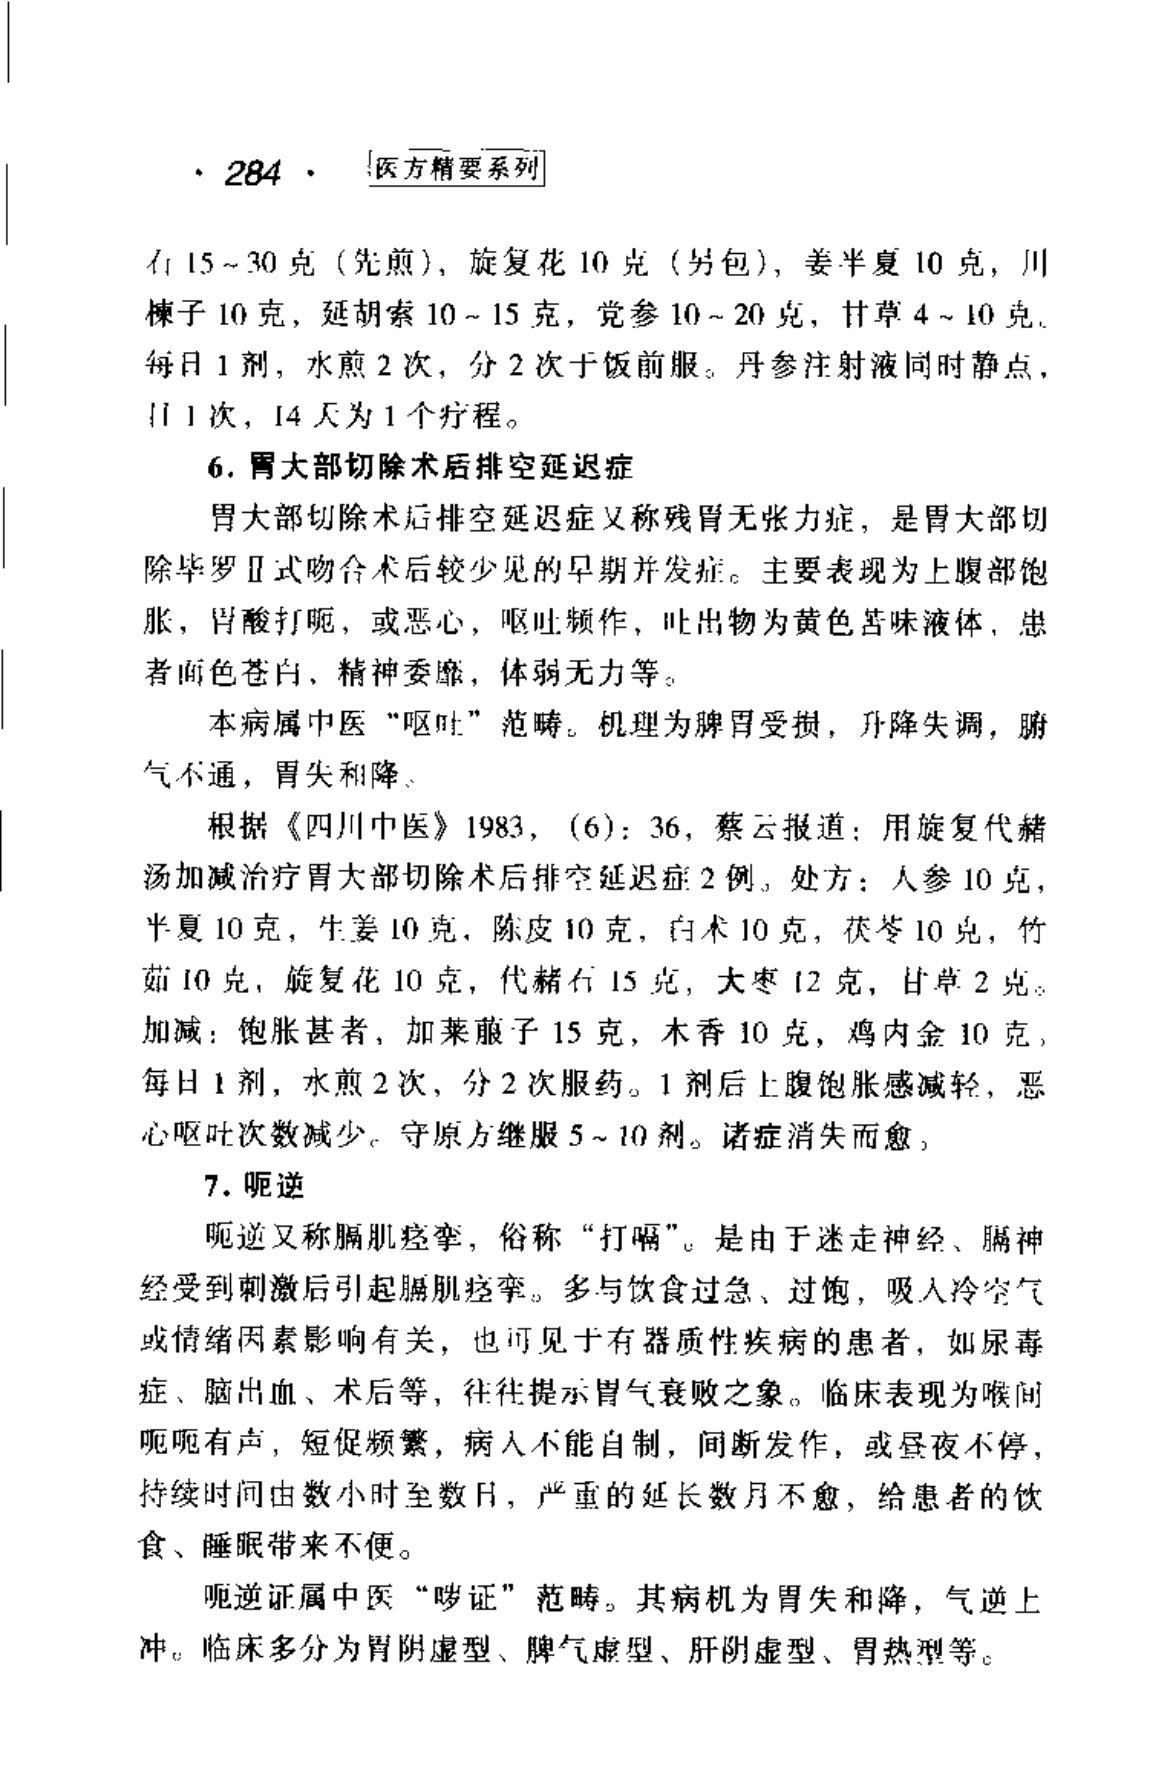 · 284 · 医方精要系列
石 15～30 克（先煎），旋复花 10 克（另包），姜半夏 10 克，川
楝子 10 克，延胡索 10～15 克，党参 10～20 克，甘草 4～10 克。
每日 1 剂，水煎 2 次，分 2 次于饭前服。丹参注射液同时静点，
日 1 次，14 天为 1 个疗程。
6. 胃大部切除术后排空延迟症
胃大部切除术后排空延迟症又称残胃无张力症，是胃大部切
除毕罗Ⅱ式吻合术后较少见的早期并发症。主要表现为上腹部饱
胀，胃酸打呃，或恶心，呕吐频作，吐出物为黄色苦味液体，患
者面色苍白，精神委靡，体弱无力等。
本病属中医“呕吐”范畴。机理为脾胃受损，升降失调，腑
气不通，胃失和降。
根据《四川中医》1983，（6）：36，蔡云报道：用旋复代赭
汤加减治疗胃大部切除术后排空延迟症 2 例。处方：人参 10 克，
半夏 10 克，生姜 10 克，陈皮 10 克，白术 10 克，茯苓 10 克，竹
茹 10 克，旋复花 10 克，代赭石 15 克，大枣 12 克，甘草 2 克。
加减：饱胀甚者，加莱菔子 15 克，木香 10 克，鸡内金 10 克。
每日 1 剂，水煎 2 次，分 2 次服药。1 剂后上腹饱胀感减轻，恶
心呕吐次数减少。守原方继服 5～10 剂。诸症消失而愈。
7. 呃逆
呃逆又称膈肌痉挛，俗称“打嗝”。是由于迷走神经、膈神
经受到刺激后引起膈肌痉挛。多与饮食过急、过饱，吸入冷空气
或情绪因素影响有关，也可见于有器质性疾病的患者，如尿毒
症、脑出血、术后等，往往提示胃气衰败之象。临床表现为喉间
呃呃有声，短促频繁，病人不能自制，间断发作，或昼夜不停，
持续时间由数小时至数日，严重的延长数月不愈，给患者的饮
食、睡眠带来不便。
呃逆证属中医“哕证”范畴。其病机为胃失和降，气逆上
冲。临床多分为胃阴虚型、脾气虚型、肝阴虚型、胃热型等。